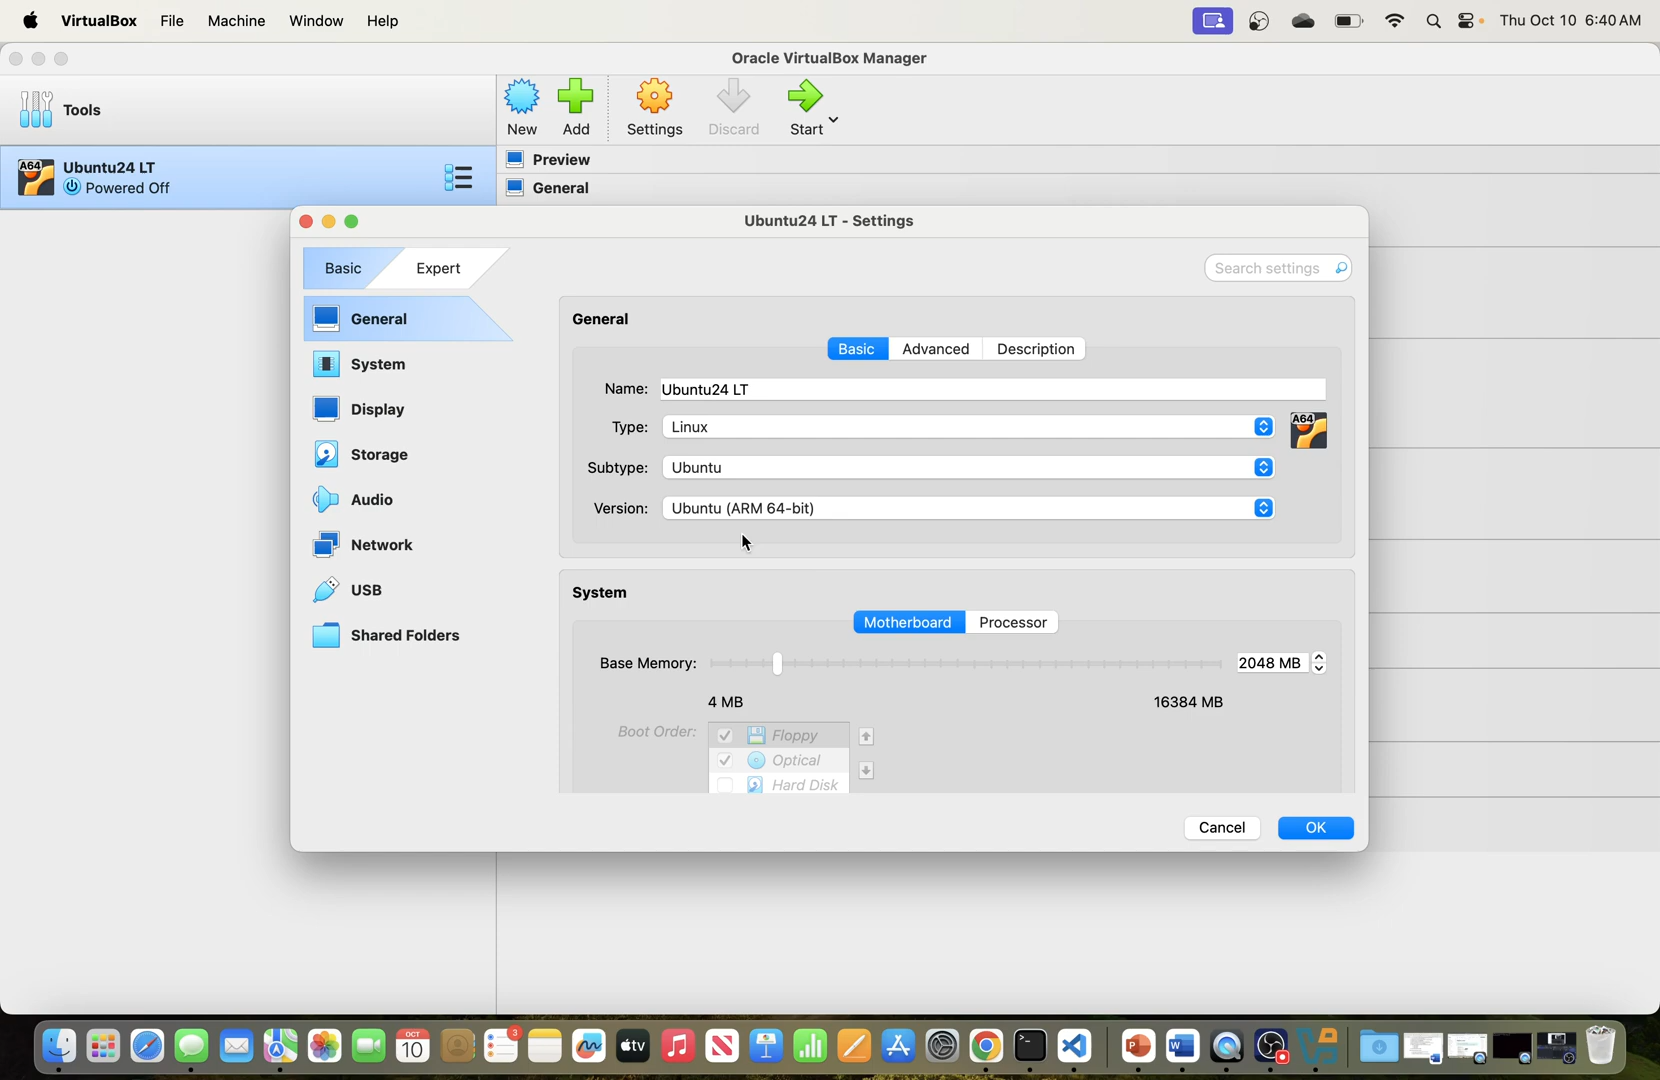 VirtualBox File Machine Window Help Thu Oct 10 6:40 AM
Oracle VirtualBox Manager
Tools
New Add Settings Discard Start
A64 Ubuntu24 LT
Powered Off
Preview
General
Ubuntu24 LT - Settings
Basic Expert Search settings
General
System
Display
Storage
Audio
Network
USB
Shared Folders
General
Basic Advanced Description
Name: Ubuntu24 LT
Type: Linux A64
Subtype: Ubuntu
Version: Ubuntu (ARM 64-bit)
System
Motherboard Processor
Base Memory: 2048 MB
4 MB 16384 MB
Boot Order: Floppy
Optical
Hard Disk
Cancel OK
OCT
10
3
tv